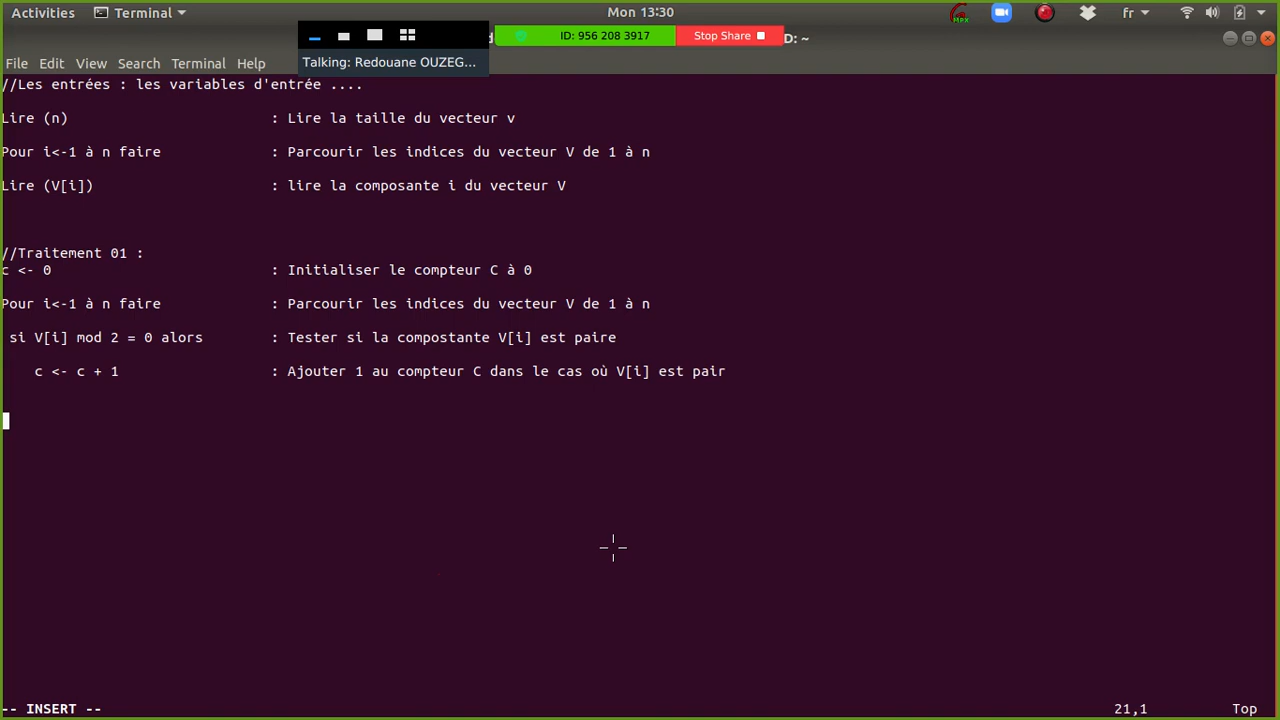 Activities Terminal Mon 13:30 MPX fr
ID: 956 208 3917 Stop Share D: ~
Talking: Redouane OUZEG...
File Edit View Search Terminal Help
//Les entrées : les variables d'entrée ....
Lire (n) : Lire la taille du vecteur v
Pour i<-1 à n faire : Parcourir les indices du vecteur V de 1 à n
Lire (V[i]) : lire la composante i du vecteur V
//Traitement 01 :
c <- 0 : Initialiser le compteur C à 0
Pour i<-1 à n faire : Parcourir les indices du vecteur V de 1 à n
si V[i] mod 2 = 0 alors : Tester si la compostante V[i] est paire
c <- c + 1 : Ajouter 1 au compteur C dans le cas où V[i] est pair
-- INSERT -- 21,1 Top